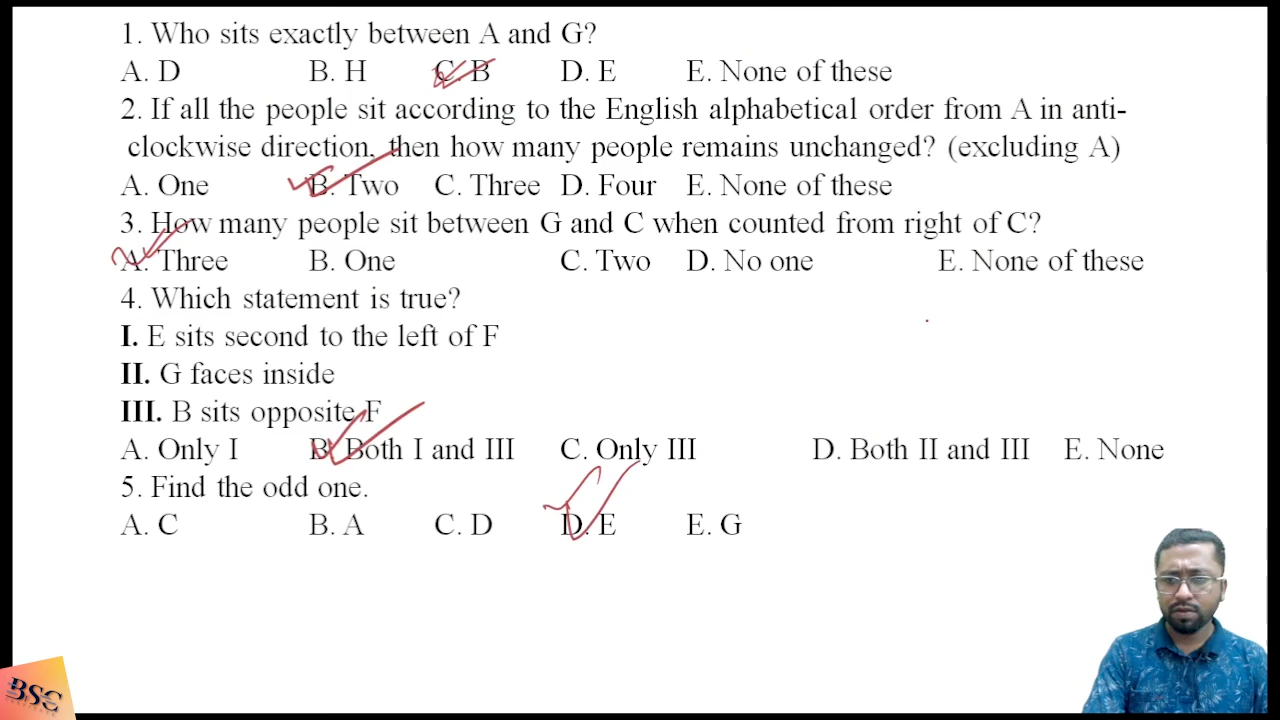 1. Who sits exactly between A and G?
A. D B. H C. B D. E E. None of these
2. If all the people sit according to the English alphabetical order from A in anti-
clockwise direction, then how many people remains unchanged? (excluding A)
A. One B. Two C. Three D. Four E. None of these
3. How many people sit between G and C when counted from right of C?
A. Three B. One C. Two D. No one E. None of these
4. Which statement is true?
I. E sits second to the left of F
II. G faces inside
III. B sits opposite F
A. Only I B. Both I and III C. Only III D. Both II and III E. None
5. Find the odd one.
A. C B. A C. D D. E E. G
BSC